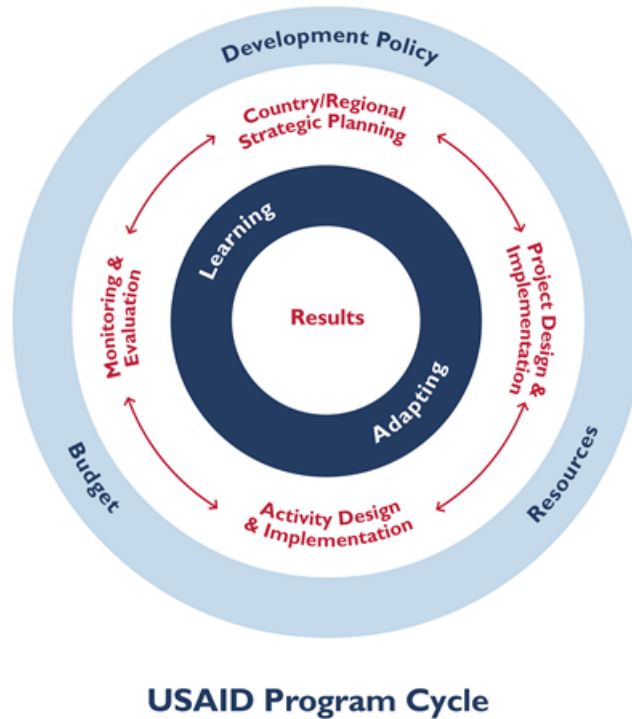 Development Policy
Country/Regional
Strategic Planning
Learning
Monitoring &
Evaluation
Results
Project Design &
Implementation
Adapting
Budget
Resources
Activity Design
& Implementation
USAID Program Cycle